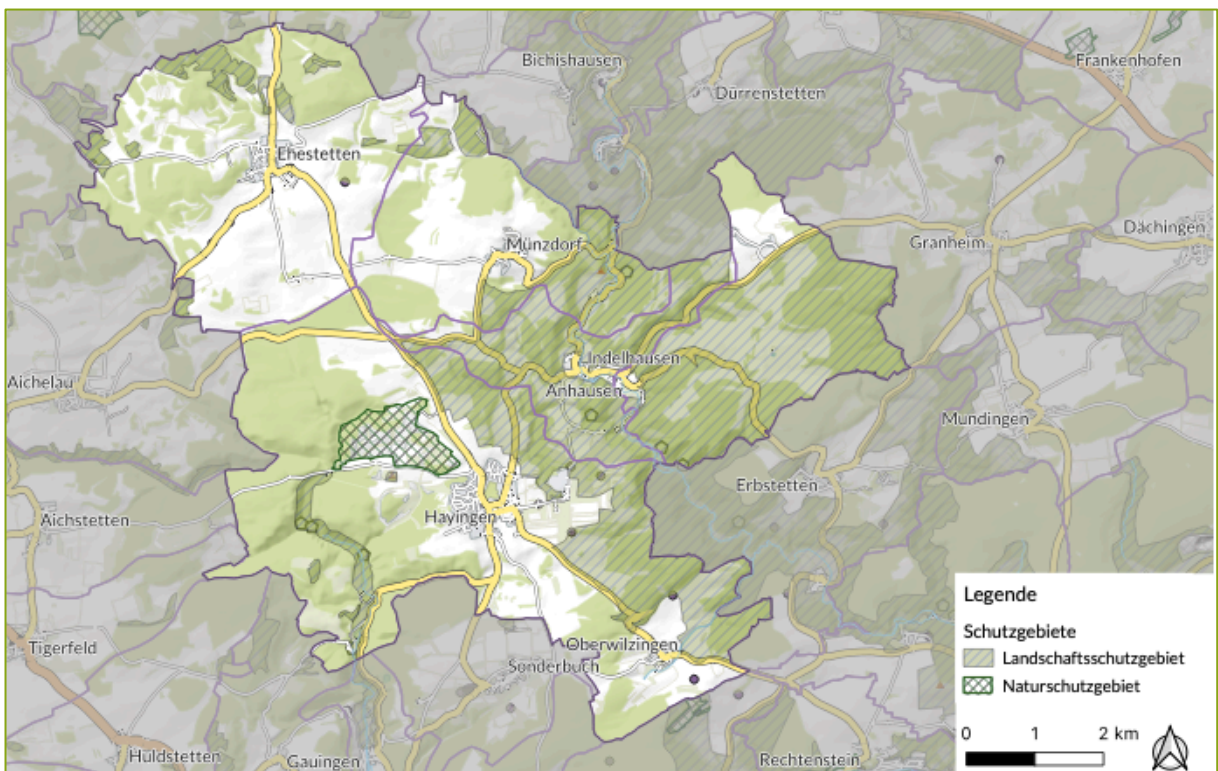 Bichishausen
Frankenhofen
Dürrenstetten
Ehestetten
Dächingen
Granheim
Münzdorf
Indelhausen
Aichelau
Anhausen
Mundingen
Erbstetten
Hayingen
Aichstetten
Tigerfeld
Oberwilzingen
Sonderbuch
Huldstetten
Gauingen
Rechtenstein
Legende
Schutzgebiete
Landschaftsschutzgebiet
Naturschutzgebiet
0 1 2 km